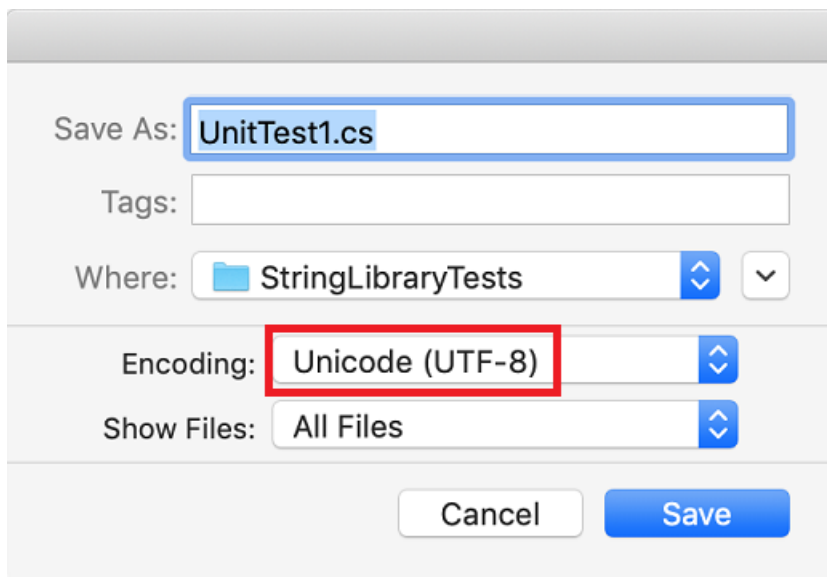 Save As: UnitTest1.cs
Tags:
Where: StringLibraryTests
Encoding: Unicode (UTF-8)
Show Files: All Files
Cancel Save